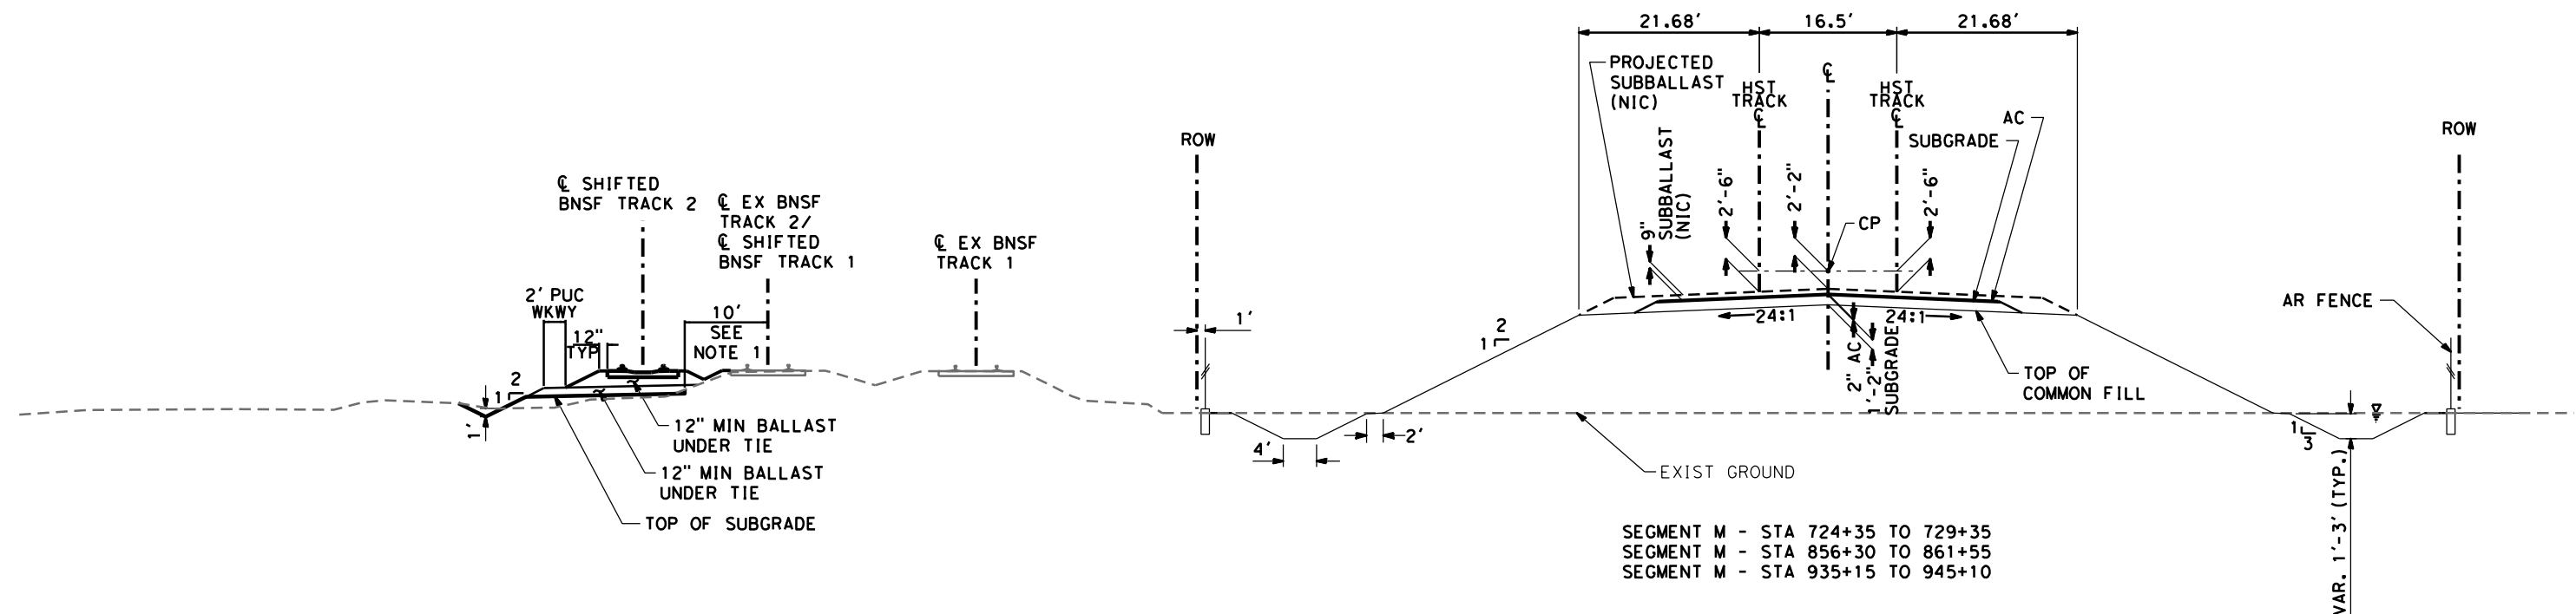 21.68'
16.5'
21.68'
PROJECTED
SUBBALLAST
(NIC)
℄
HST
TRACK
℄
HST
TRACK
℄
AC
SUBGRADE
ROW
ROW
9"
SUBBALLAST
(NIC)
2'-6"
2'-2"
2'-6"
CP
℄ SHIFTED
BNSF TRACK 2
℄ EX BNSF
TRACK 2/
℄ SHIFTED
BNSF TRACK 1
℄ EX BNSF
TRACK 1
2' PUC
WKWY
12"
TYP
10'
SEE
NOTE 1
1'
2
1
24:1
24:1
2" AC
1'-2"
SUBGRADE
AR FENCE
TOP OF
COMMON FILL
2
1
1'
12" MIN BALLAST
UNDER TIE
12" MIN BALLAST
UNDER TIE
TOP OF SUBGRADE
4'
2'
EXIST GROUND
1
3
VAR. 1'-3' (TYP.)
SEGMENT M - STA 724+35 TO 729+35
SEGMENT M - STA 856+30 TO 861+55
SEGMENT M - STA 935+15 TO 945+10